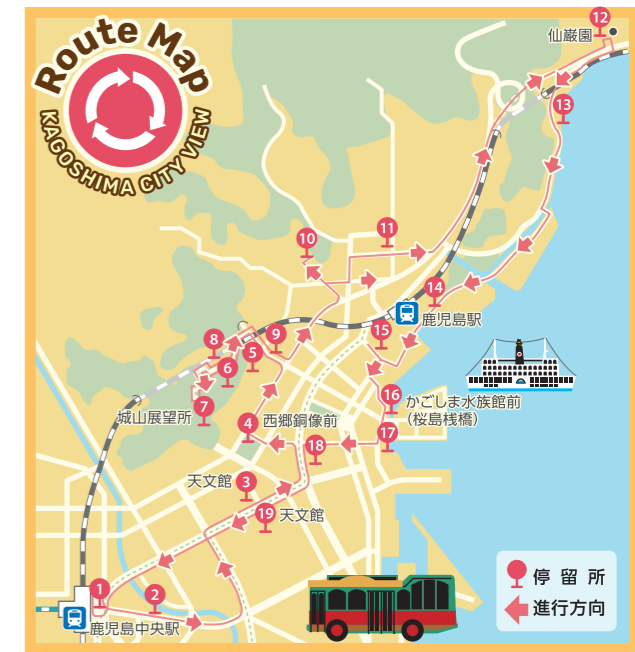 Route Map
KAGOSHIMA CITY VIEW
12
仙巌園
13
11
10
14
鹿児島駅
15
9
8
5
6
7
城山展望所
16
かごしま水族館前
(桜島桟橋)
4
西郷銅像前
17
18
天文館
3
19
天文館
1
2
鹿児島中央駅
停留所
進行方向